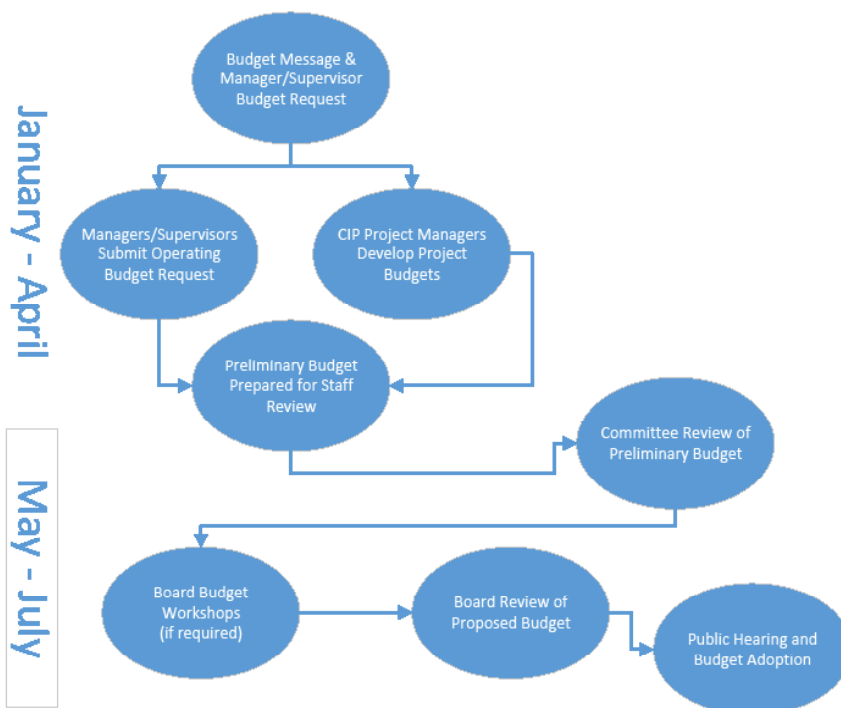 Budget Message &
Manager/Supervisor
Budget Request
January - April
Managers/Supervisors
Submit Operating
Budget Request
CIP Project Managers
Develop Project
Budgets
Preliminary Budget
Prepared for Staff
Review
Committee Review of
Preliminary Budget
May - July
Board Budget
Workshops
(if required)
Board Review of
Proposed Budget
Public Hearing and
Budget Adoption